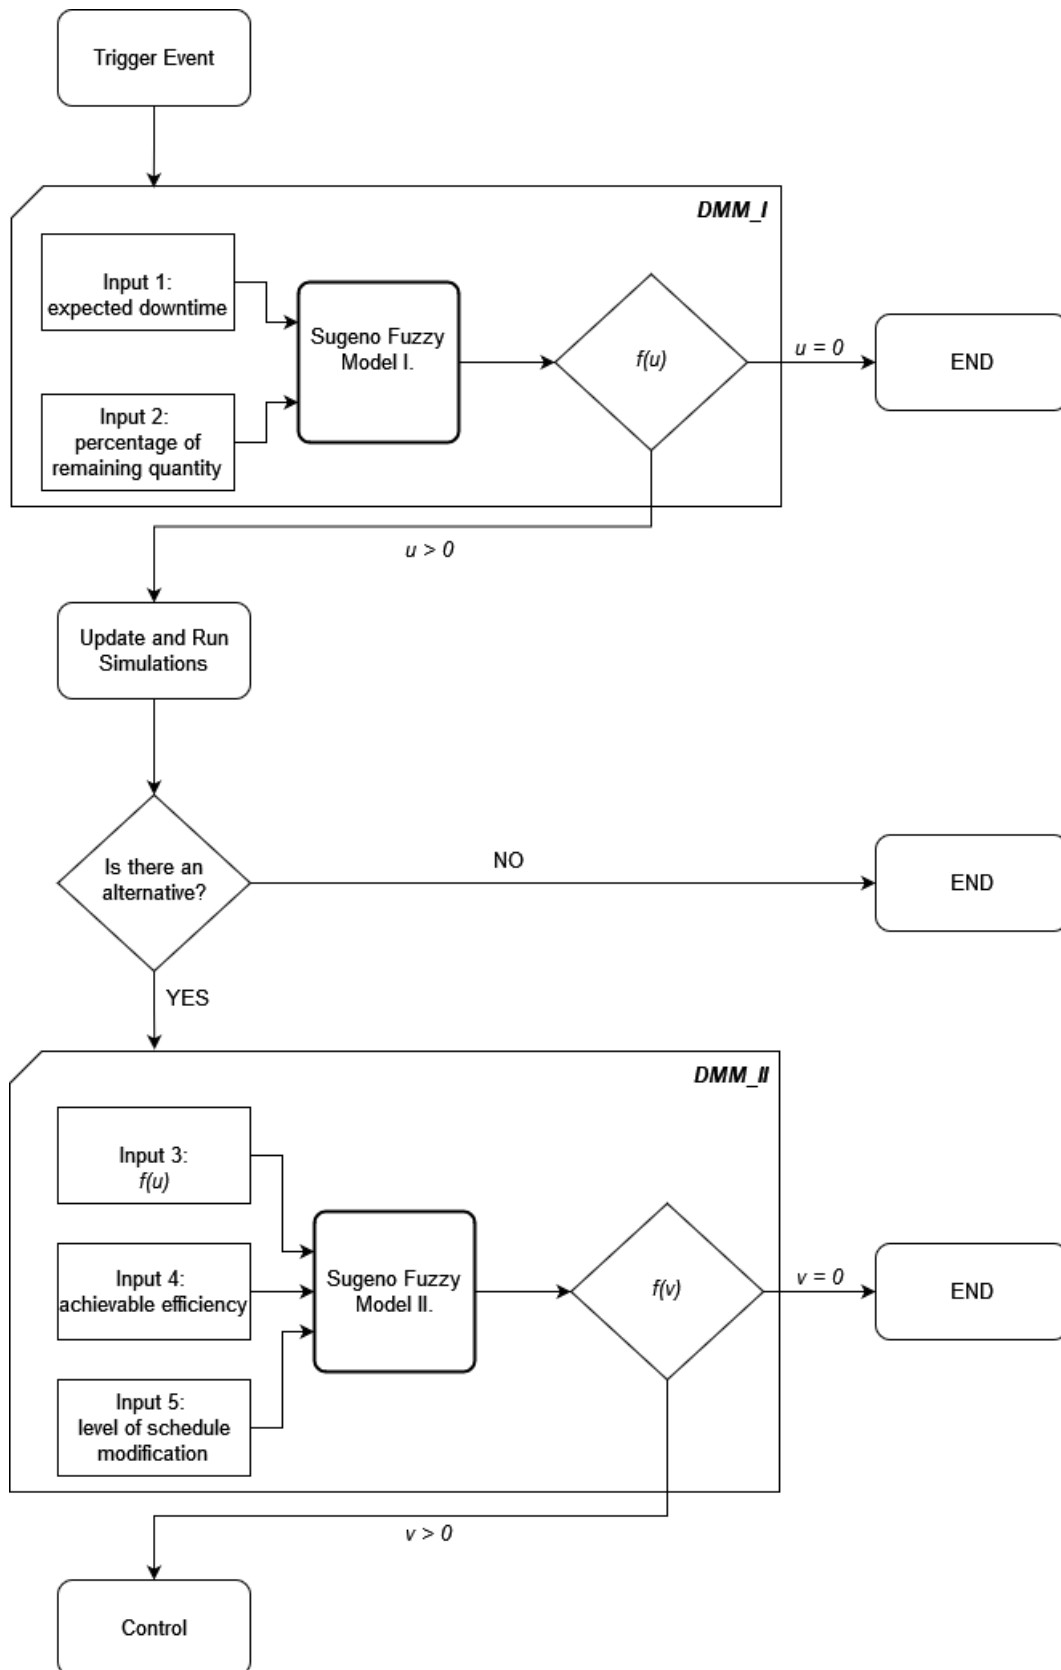 Trigger Event
DMM_I
Input 1:
expected downtime
Sugeno Fuzzy
Model I.
f(u)
u = 0
END
Input 2:
percentage of
remaining quantity
u > 0
Update and Run
Simulations
Is there an
alternative?
NO
END
YES
DMM_II
Input 3:
f(u)
Input 4:
achievable efficiency
Sugeno Fuzzy
Model II.
f(v)
v = 0
END
Input 5:
level of schedule
modification
v > 0
Control